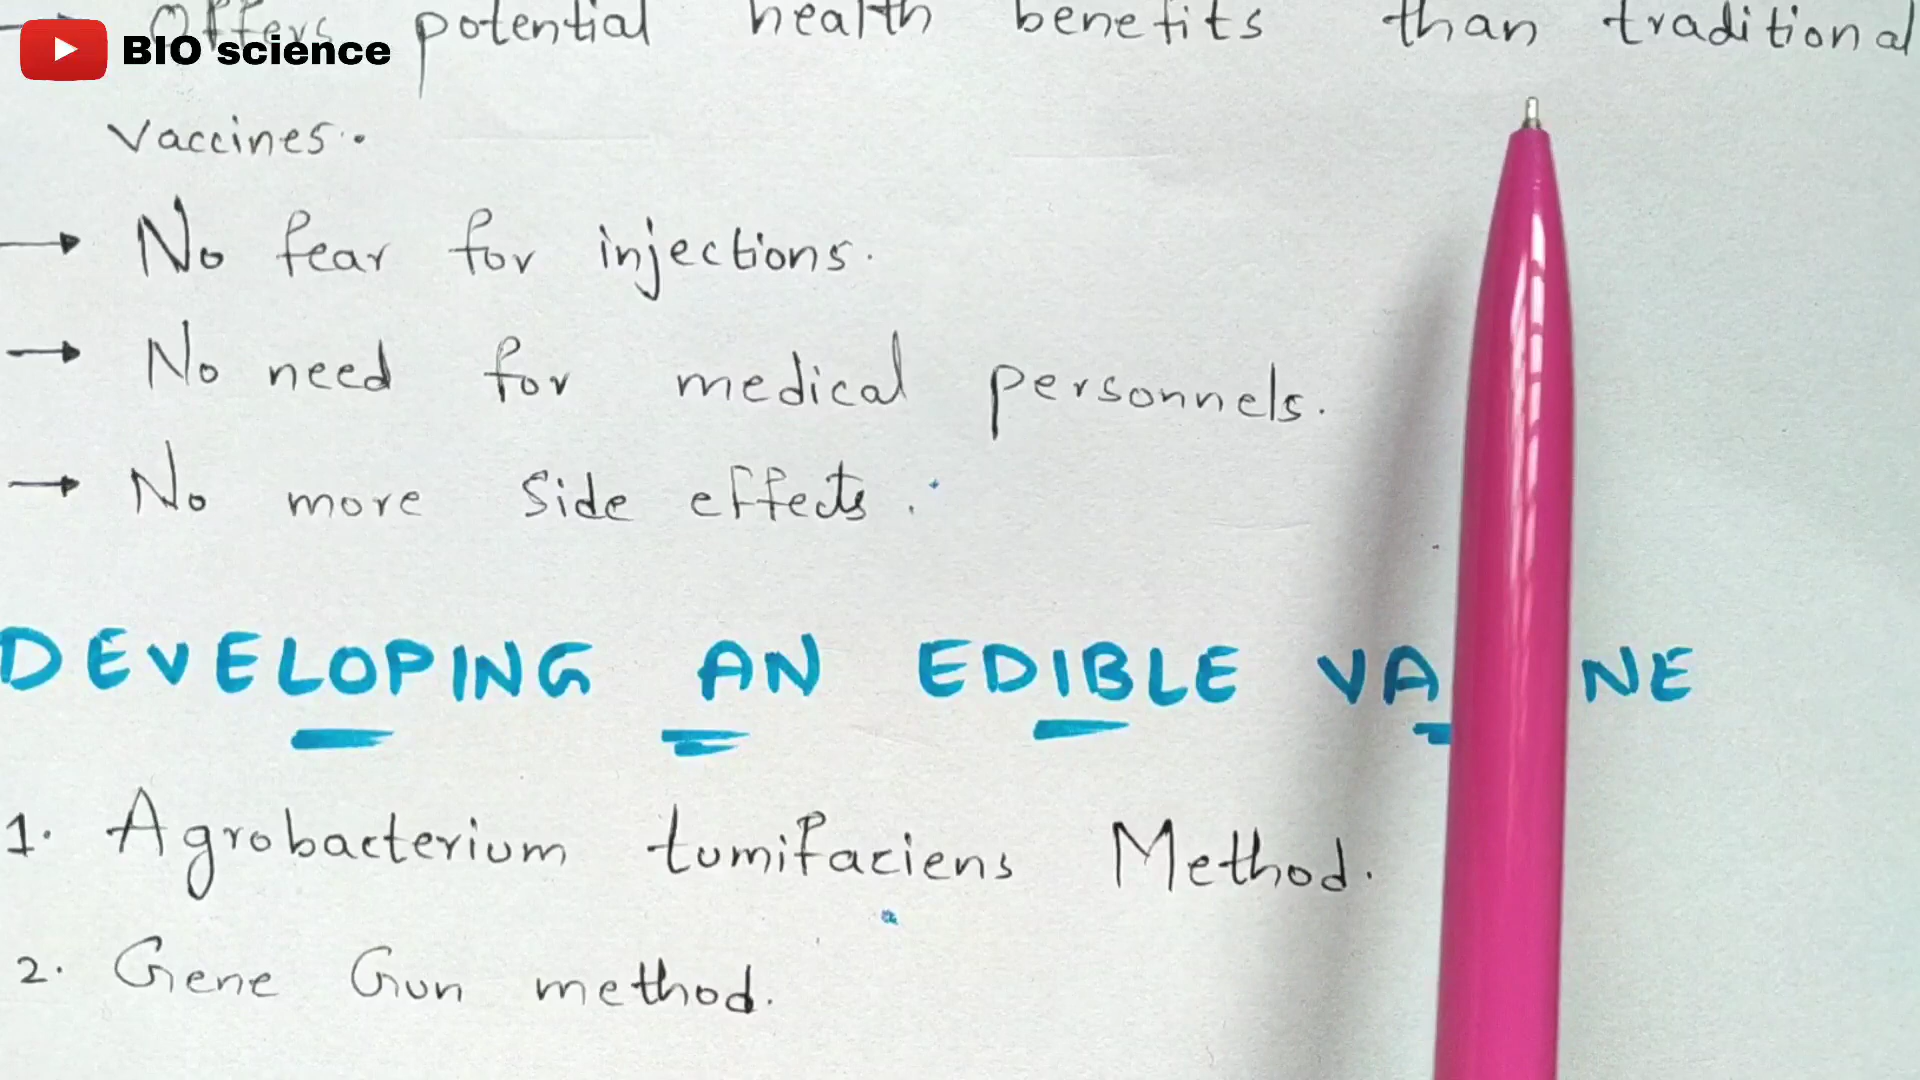 → Offers potential health benefits than traditional
BIO science
vaccines.
→ No fear for injections.
→ No need for medical personnels.
→ No more side effects.
DEVELOPING AN EDIBLE VA NE
1. Agrobacterium tumifaciens Method.
2. Gene Gun method.